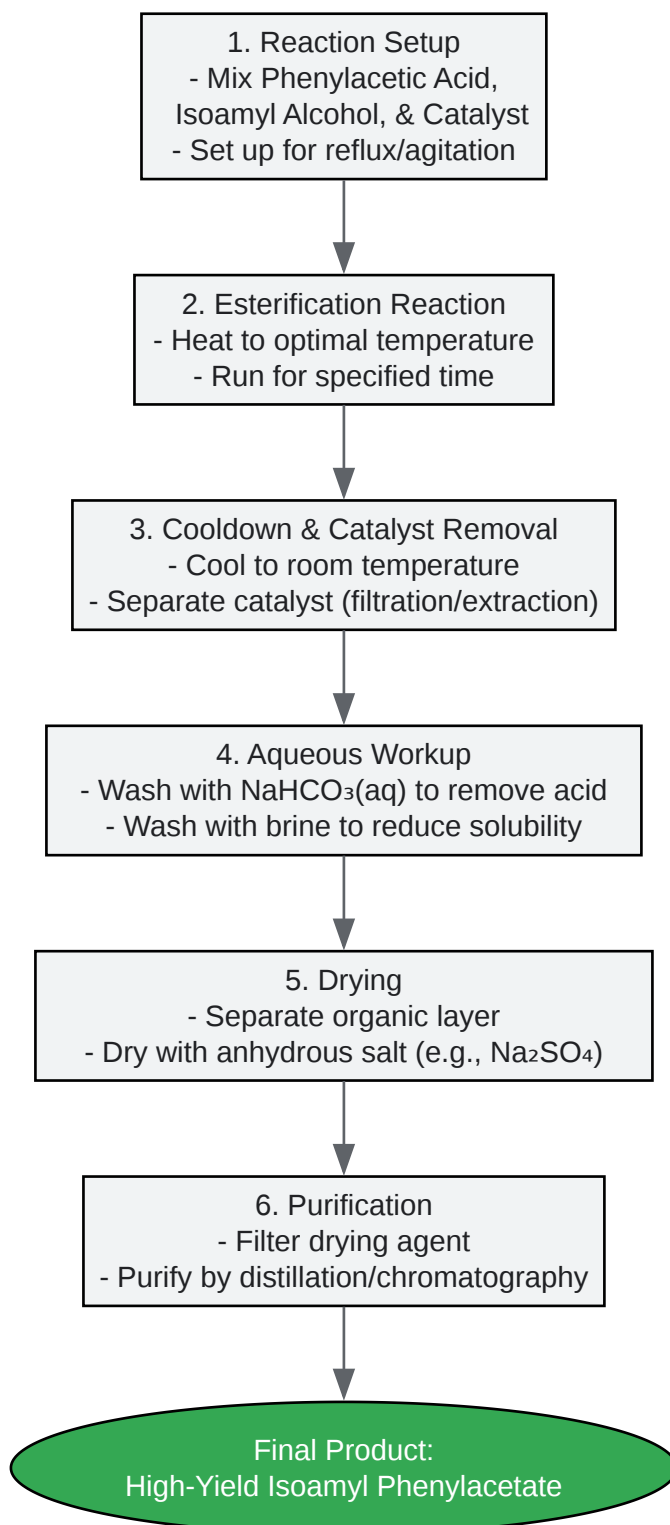 1. Reaction Setup
- Mix Phenylacetic Acid,
Isoamyl Alcohol, & Catalyst
- Set up for reflux/agitation
2. Esterification Reaction
- Heat to optimal temperature
- Run for specified time
3. Cooldown & Catalyst Removal
- Cool to room temperature
- Separate catalyst (filtration/extraction)
4. Aqueous Workup
- Wash with NaHCO₃(aq) to remove acid
- Wash with brine to reduce solubility
5. Drying
- Separate organic layer
- Dry with anhydrous salt (e.g., Na₂SO₄)
6. Purification
- Filter drying agent
- Purify by distillation/chromatography
Final Product:
High-Yield Isoamyl Phenylacetate